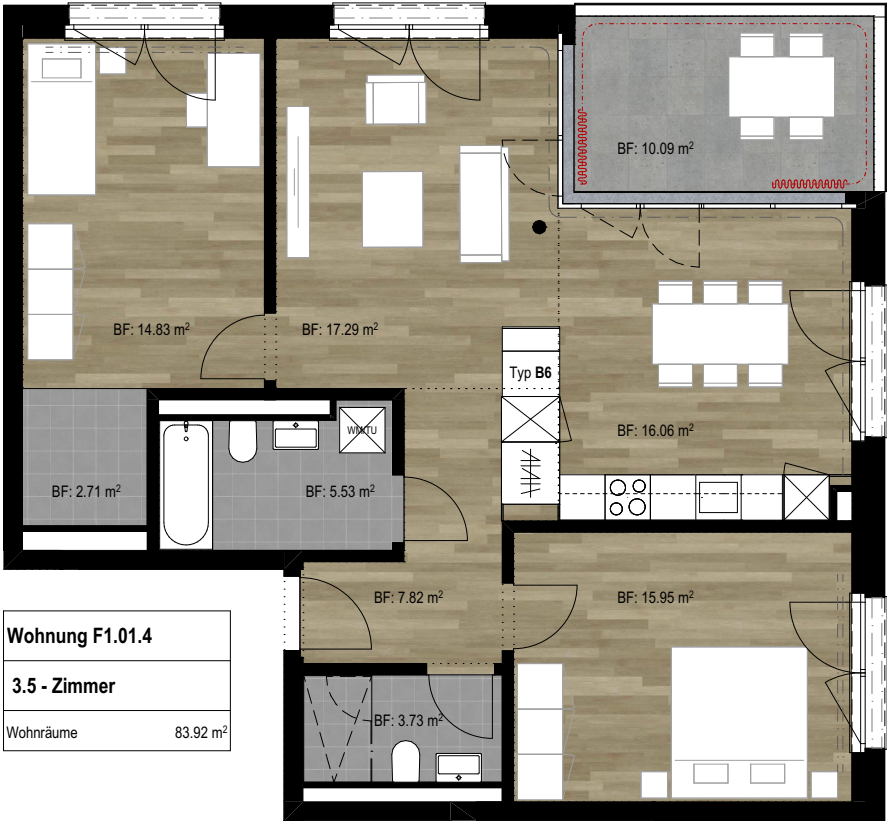 BF: 10.09 m²
BF: 14.83 m²
BF: 17.29 m²
Typ B6
WM/TU
BF: 16.06 m²
BF: 2.71 m²
BF: 5.53 m²
BF: 7.82 m²
BF: 15.95 m²
Wohnung F1.01.4
3.5 - Zimmer
Wohnräume 83.92 m²
BF: 3.73 m²